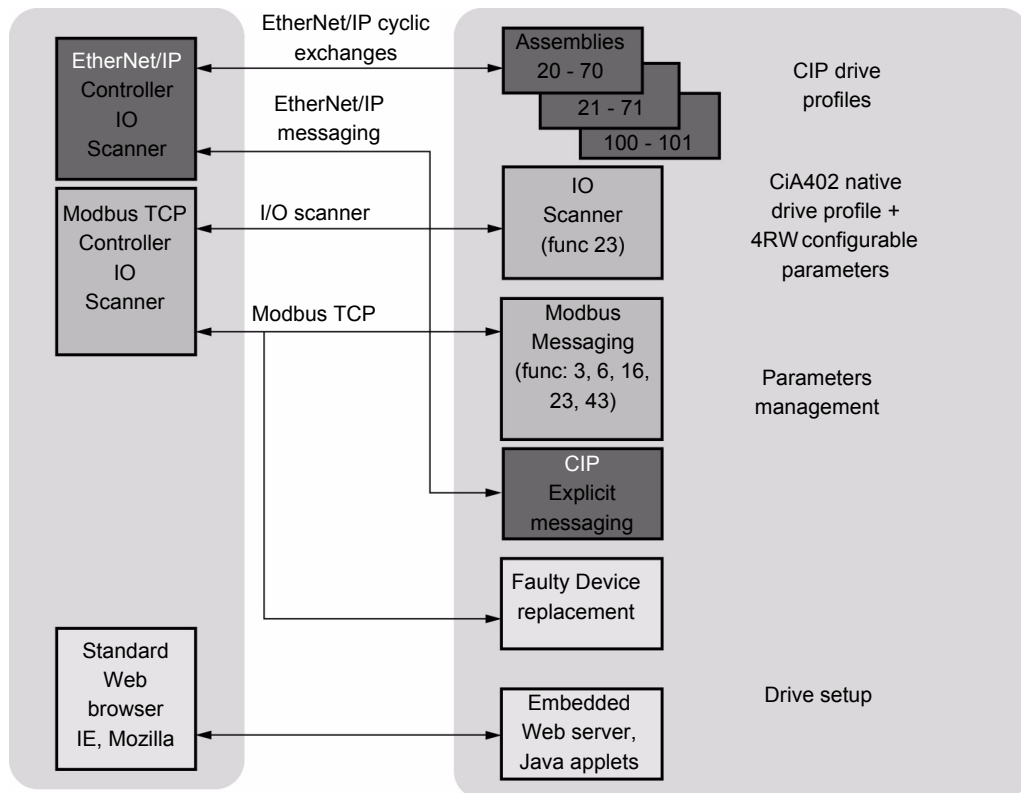 EtherNet/IP
Controller
IO
Scanner
EtherNet/IP cyclic
exchanges
Assemblies
20 - 70
21 - 71
100 - 101
CIP drive
profiles
EtherNet/IP
messaging
Modbus TCP
Controller
IO
Scanner
I/O scanner
IO
Scanner
(func 23)
CiA402 native
drive profile +
4RW configurable
parameters
Modbus TCP
Modbus
Messaging
(func: 3, 6, 16,
23, 43)
Parameters
management
CIP
Explicit
messaging
Faulty Device
replacement
Standard
Web
browser
IE, Mozilla
Embedded
Web server,
Java applets
Drive setup